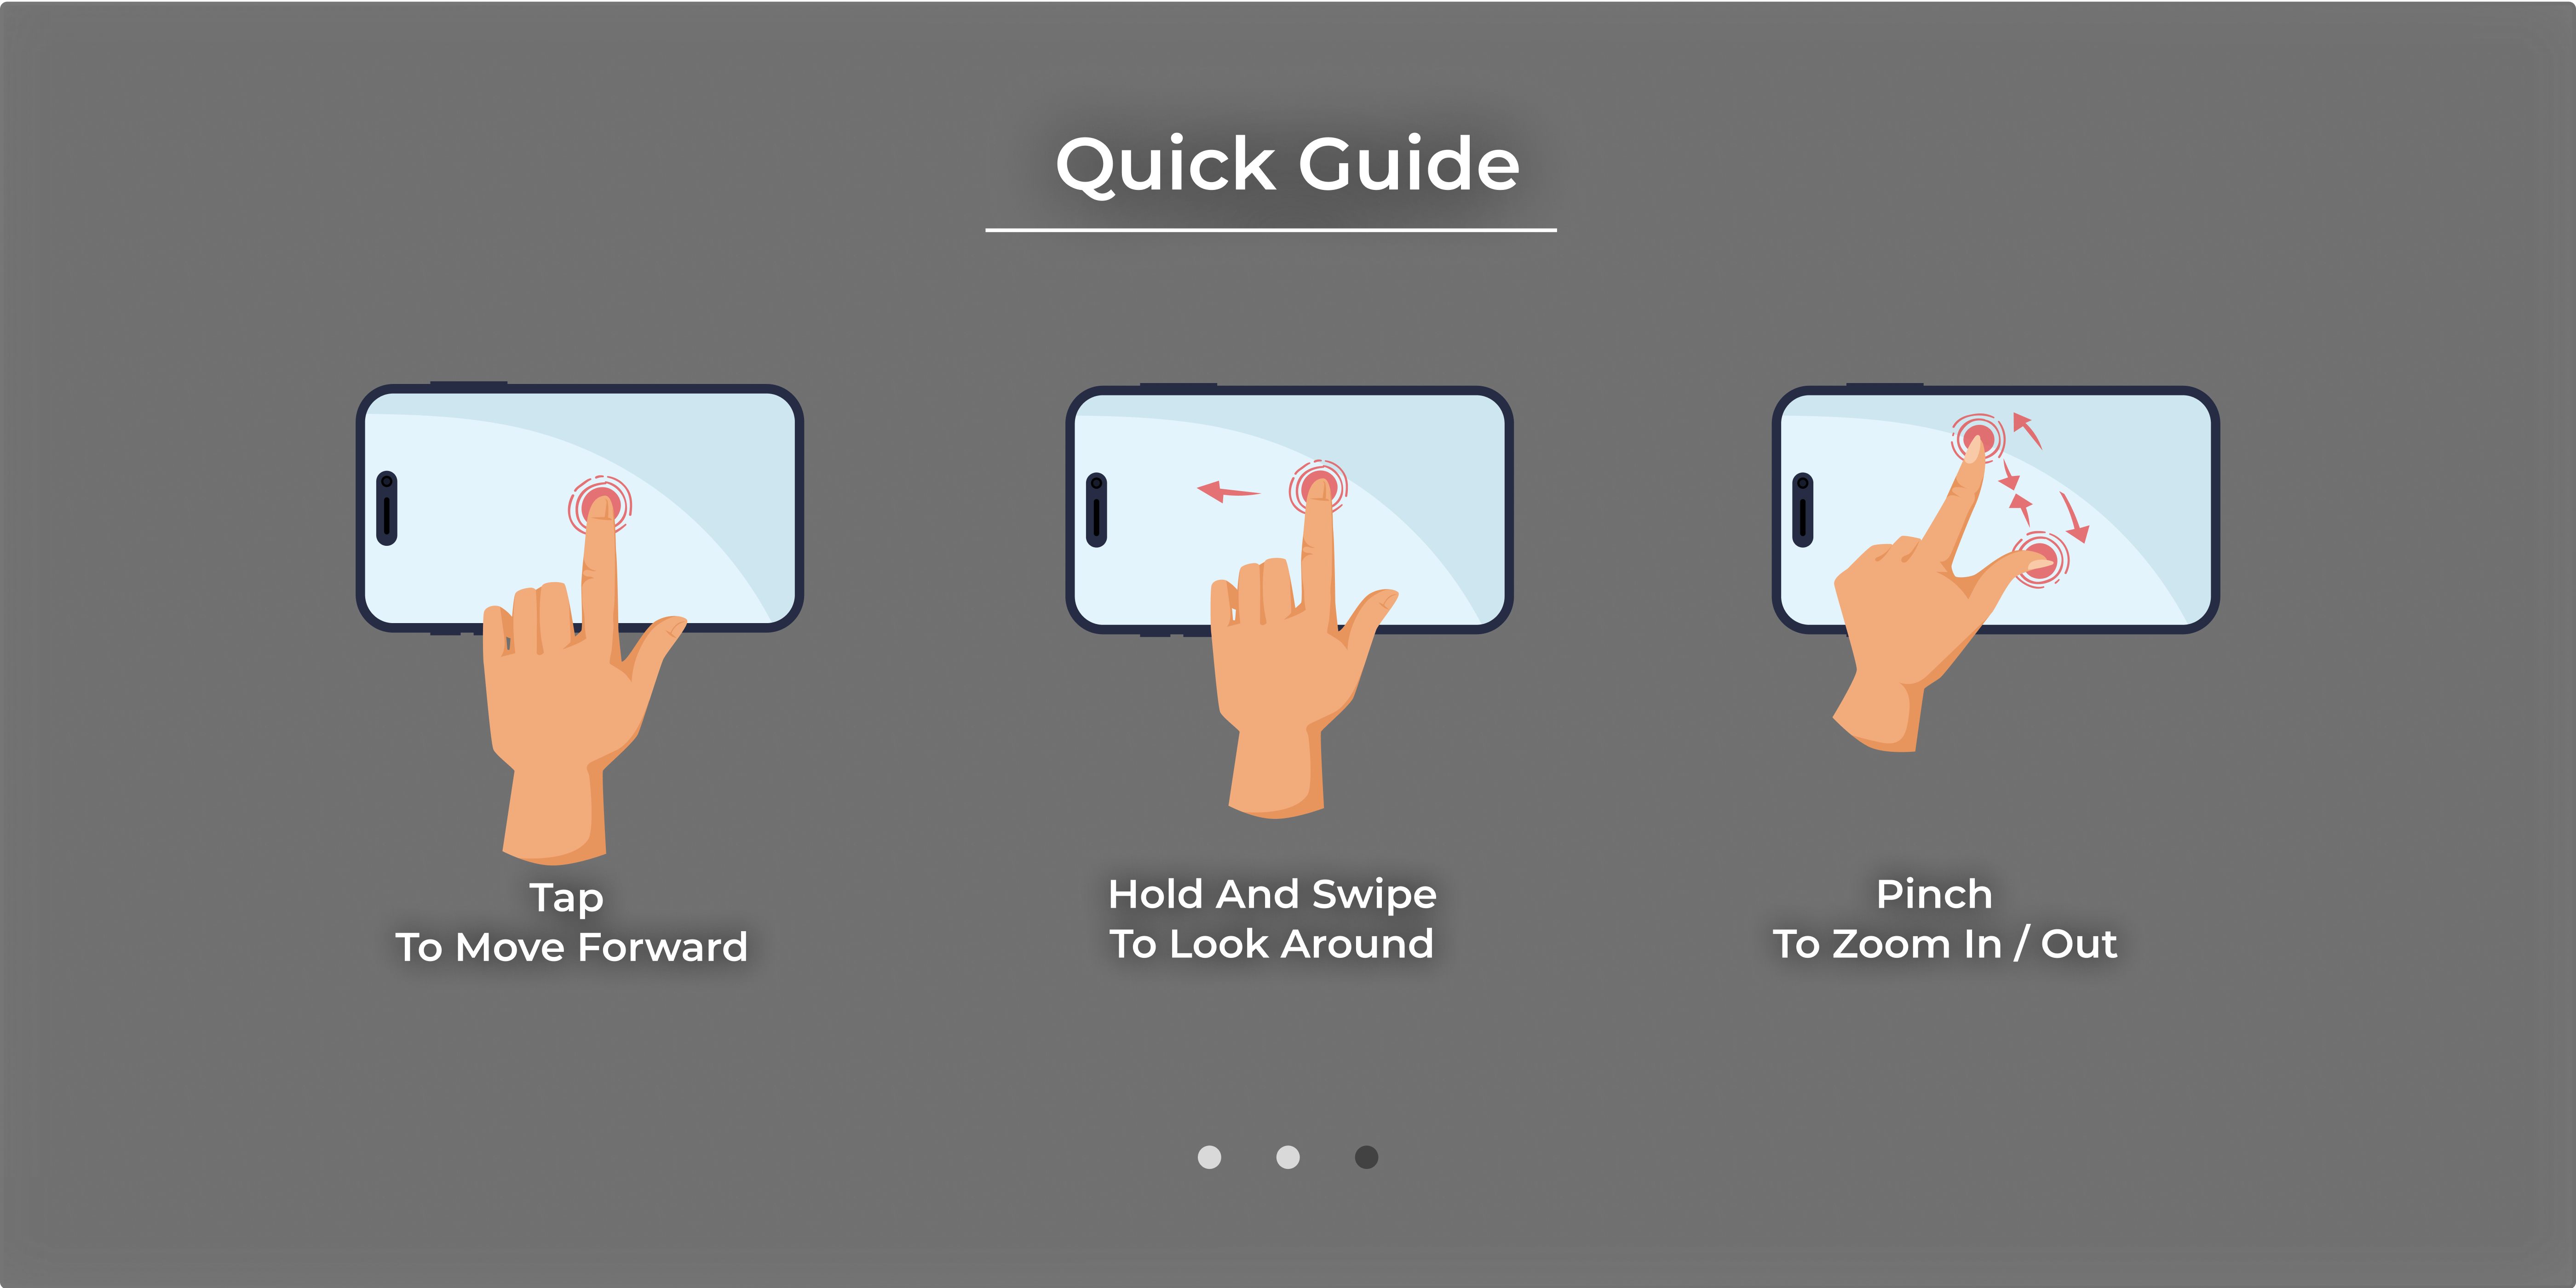 Quick Guide
Tap
To Move Forward
Hold And Swipe
To Look Around
Pinch
To Zoom In / Out